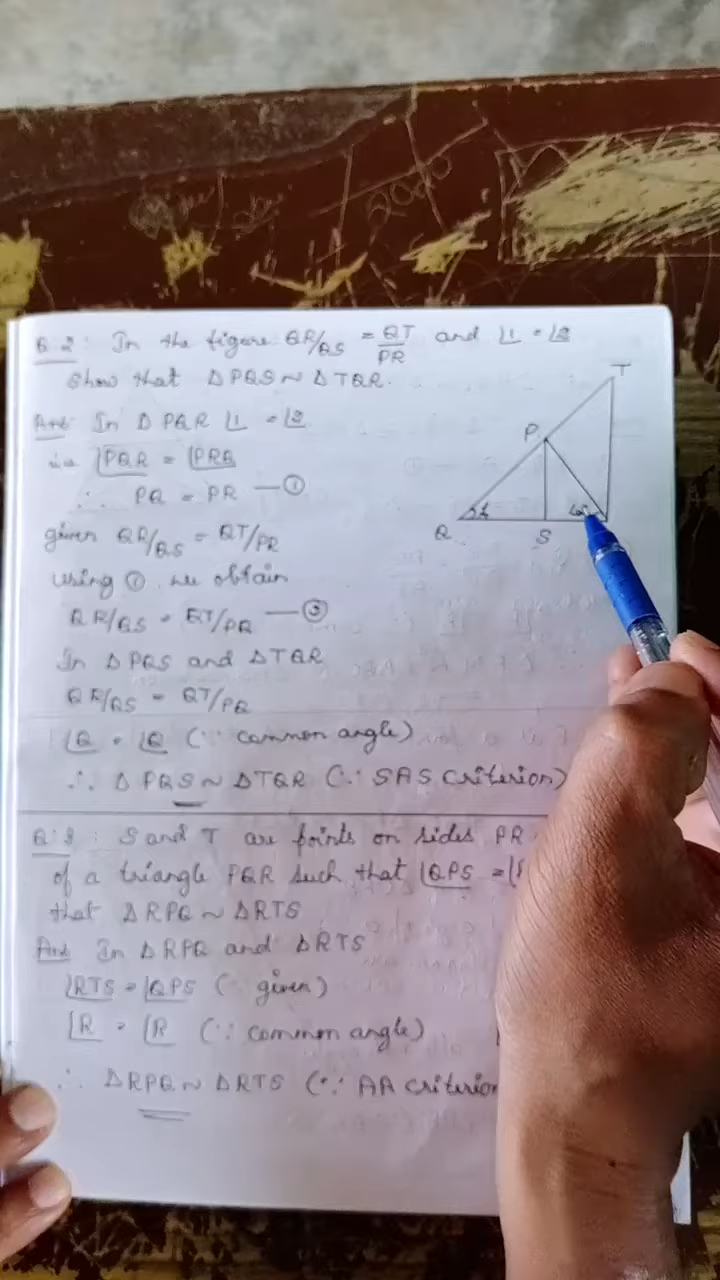 Q.2: In the figure QR/QS = QT/PR and ∠1 = ∠2
Show that ΔPQS ~ ΔTQR.
Ans: In ΔPQR ∠1 = ∠2
∠PQR = ∠PRQ
∴ PQ = PR —①
given QR/QS = QT/PR
using ① we obtain
QR/QS = QT/PQ —②
In ΔPQS and ΔTQR
QR/QS = QT/PQ
∠Q = ∠Q (∵ common angle)
∴ ΔPQS ~ ΔTQR (∵ SAS criterion)
T
P
Q
S
Q.3: S and T are points on sides PR
of a triangle PQR such that ∠QPS =
that ΔRPQ ~ ΔRTS
Ans In ΔRPQ and ΔRTS
∠RTS = ∠QPS (∵ given)
∠R = ∠R (∵ common angle)
∴ ΔRPQ ~ ΔRTS (∵ AA criterion